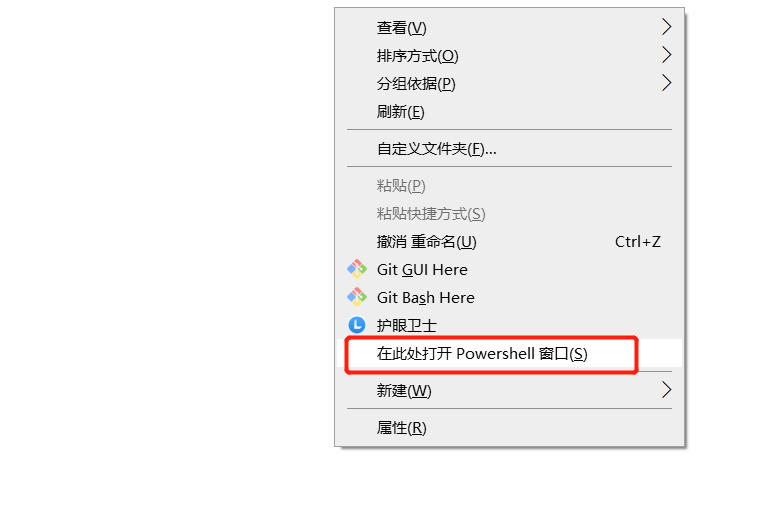 查看(V)
排序方式(O)
分组依据(P)
刷新(E)
自定义文件夹(F)...
粘贴(P)
粘贴快捷方式(S)
撤消 重命名(U) Ctrl+Z
Git GUI Here
Git Bash Here
护眼卫士
在此处打开 Powershell 窗口(S)
新建(W)
属性(R)